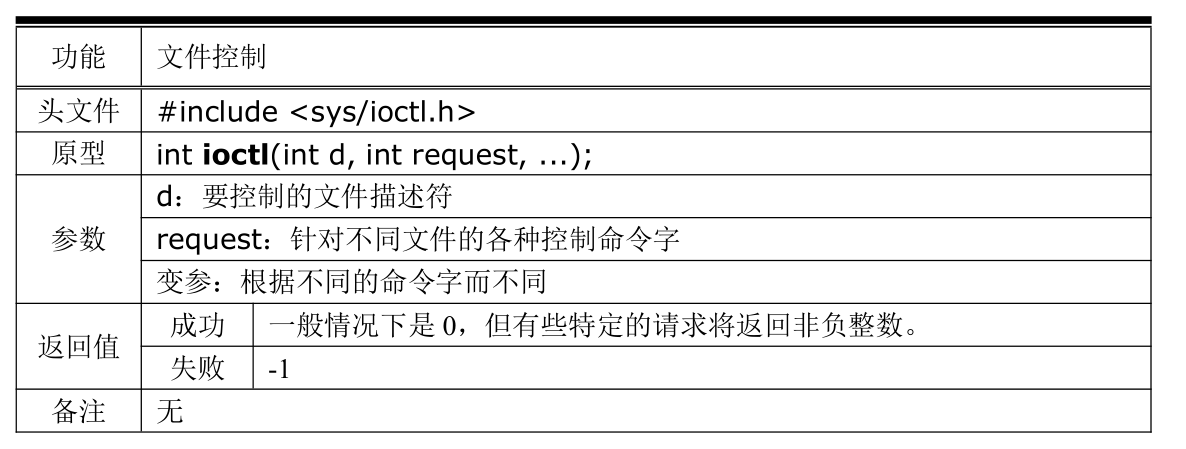 功能 文件控制
头文件 #include <sys/ioctl.h>
原型 int ioctl(int d, int request, ...);
参数 d：要控制的文件描述符
request：针对不同文件的各种控制命令字
变参：根据不同的命令字而不同
返回值 成功 一般情况下是 0，但有些特定的请求将返回非负整数。
失败 -1
备注 无